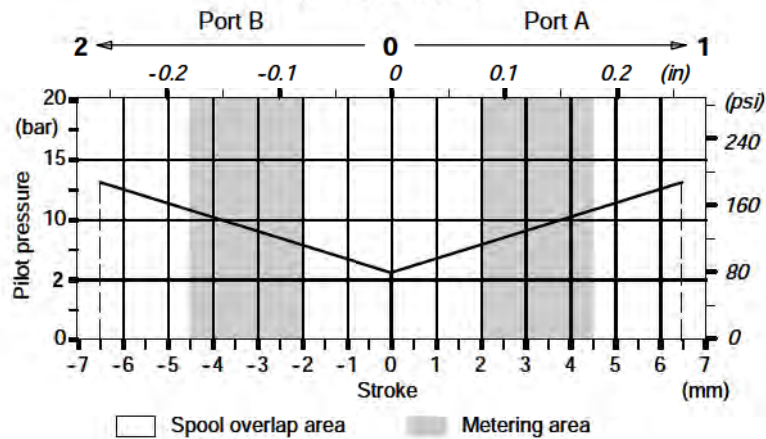 Port B Port A
2 0 1
-0.2 -0.1 0 0.1 0.2 (in)
20 (psi)
(bar)
240
15
160
10
Pilot pressure
80
2
0 0
-7 -6 -5 -4 -3 -2 -1 0 1 2 3 4 5 6 7
Stroke (mm)
Spool overlap area Metering area